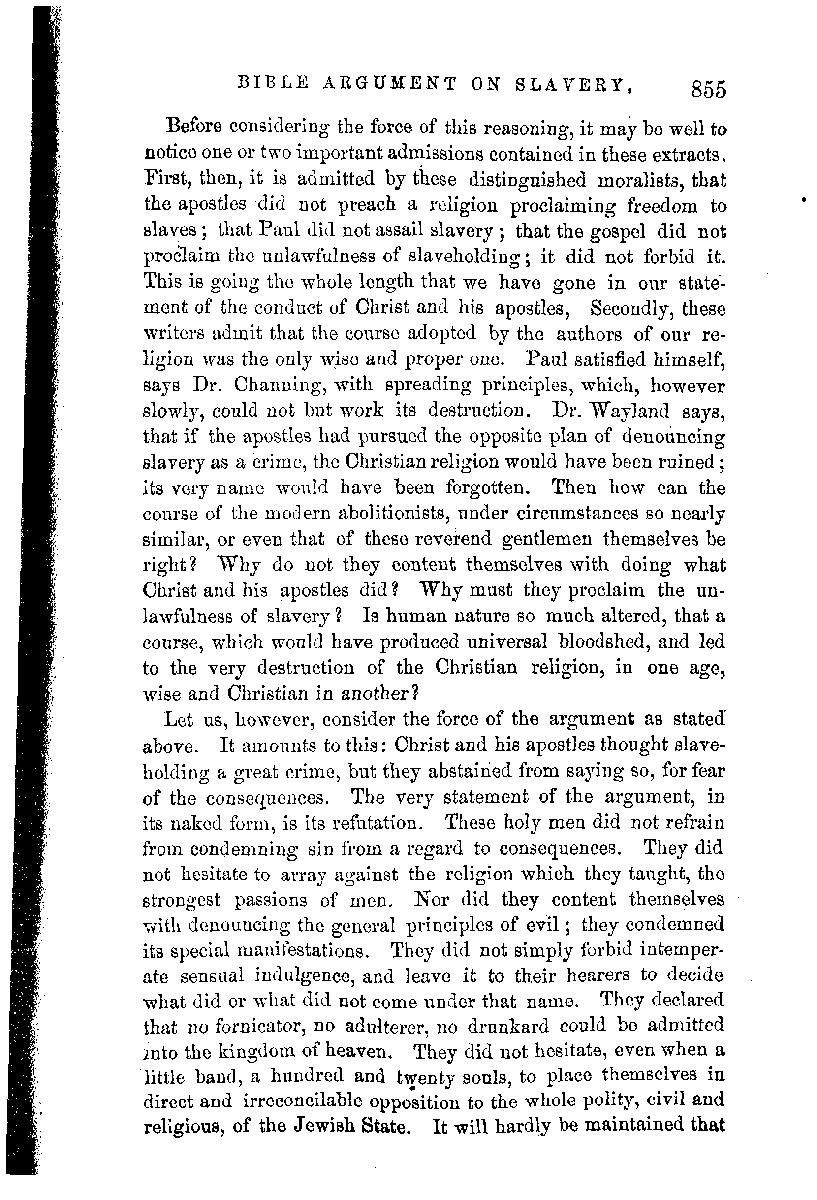 BIBLE ARGUMENT ON SLAVERY. 855
Before considering the force of this reasoning, it may be well to
notice one or two important admissions contained in these extracts.
First, then, it is admitted by these distinguished moralists, that
the apostles did not preach a religion proclaiming freedom to
slaves; that Paul did not assail slavery; that the gospel did not
proclaim the unlawfulness of slaveholding; it did not forbid it.
This is going the whole length that we have gone in our state-
ment of the conduct of Christ and his apostles, Secondly, these
writers admit that the course adopted by the authors of our re-
ligion was the only wise and proper one. Paul satisfied himself,
says Dr. Channing, with spreading principles, which, however
slowly, could not but work its destruction. Dr. Wayland says,
that if the apostles had pursued the opposite plan of denouncing
slavery as a crime, the Christian religion would have been ruined;
its very name would have been forgotten. Then how can the
course of the modern abolitionists, under circumstances so nearly
similar, or even that of these reverend gentlemen themselves be
right? Why do not they content themselves with doing what
Christ and his apostles did? Why must they proclaim the un-
lawfulness of slavery? Is human nature so much altered, that a
course, which would have produced universal bloodshed, and led
to the very destruction of the Christian religion, in one age,
wise and Christian in another?
Let us, however, consider the force of the argument as stated
above. It amounts to this: Christ and his apostles thought slave-
holding a great crime, but they abstained from saying so, for fear
of the consequences. The very statement of the argument, in
its naked form, is its refutation. These holy men did not refrain
from condemning sin from a regard to consequences. They did
not hesitate to array against the religion which they taught, the
strongest passions of men. Nor did they content themselves
with denouncing the general principles of evil; they condemned
its special manifestations. They did not simply forbid intemper-
ate sensual indulgence, and leave it to their hearers to decide
what did or what did not come under that name. They declared
that no fornicator, no adulterer, no drunkard could be admitted
into the kingdom of heaven. They did not hesitate, even when a
little band, a hundred and twenty souls, to place themselves in
direct and irreconcilable opposition to the whole polity, civil and
religious, of the Jewish State. It will hardly be maintained that